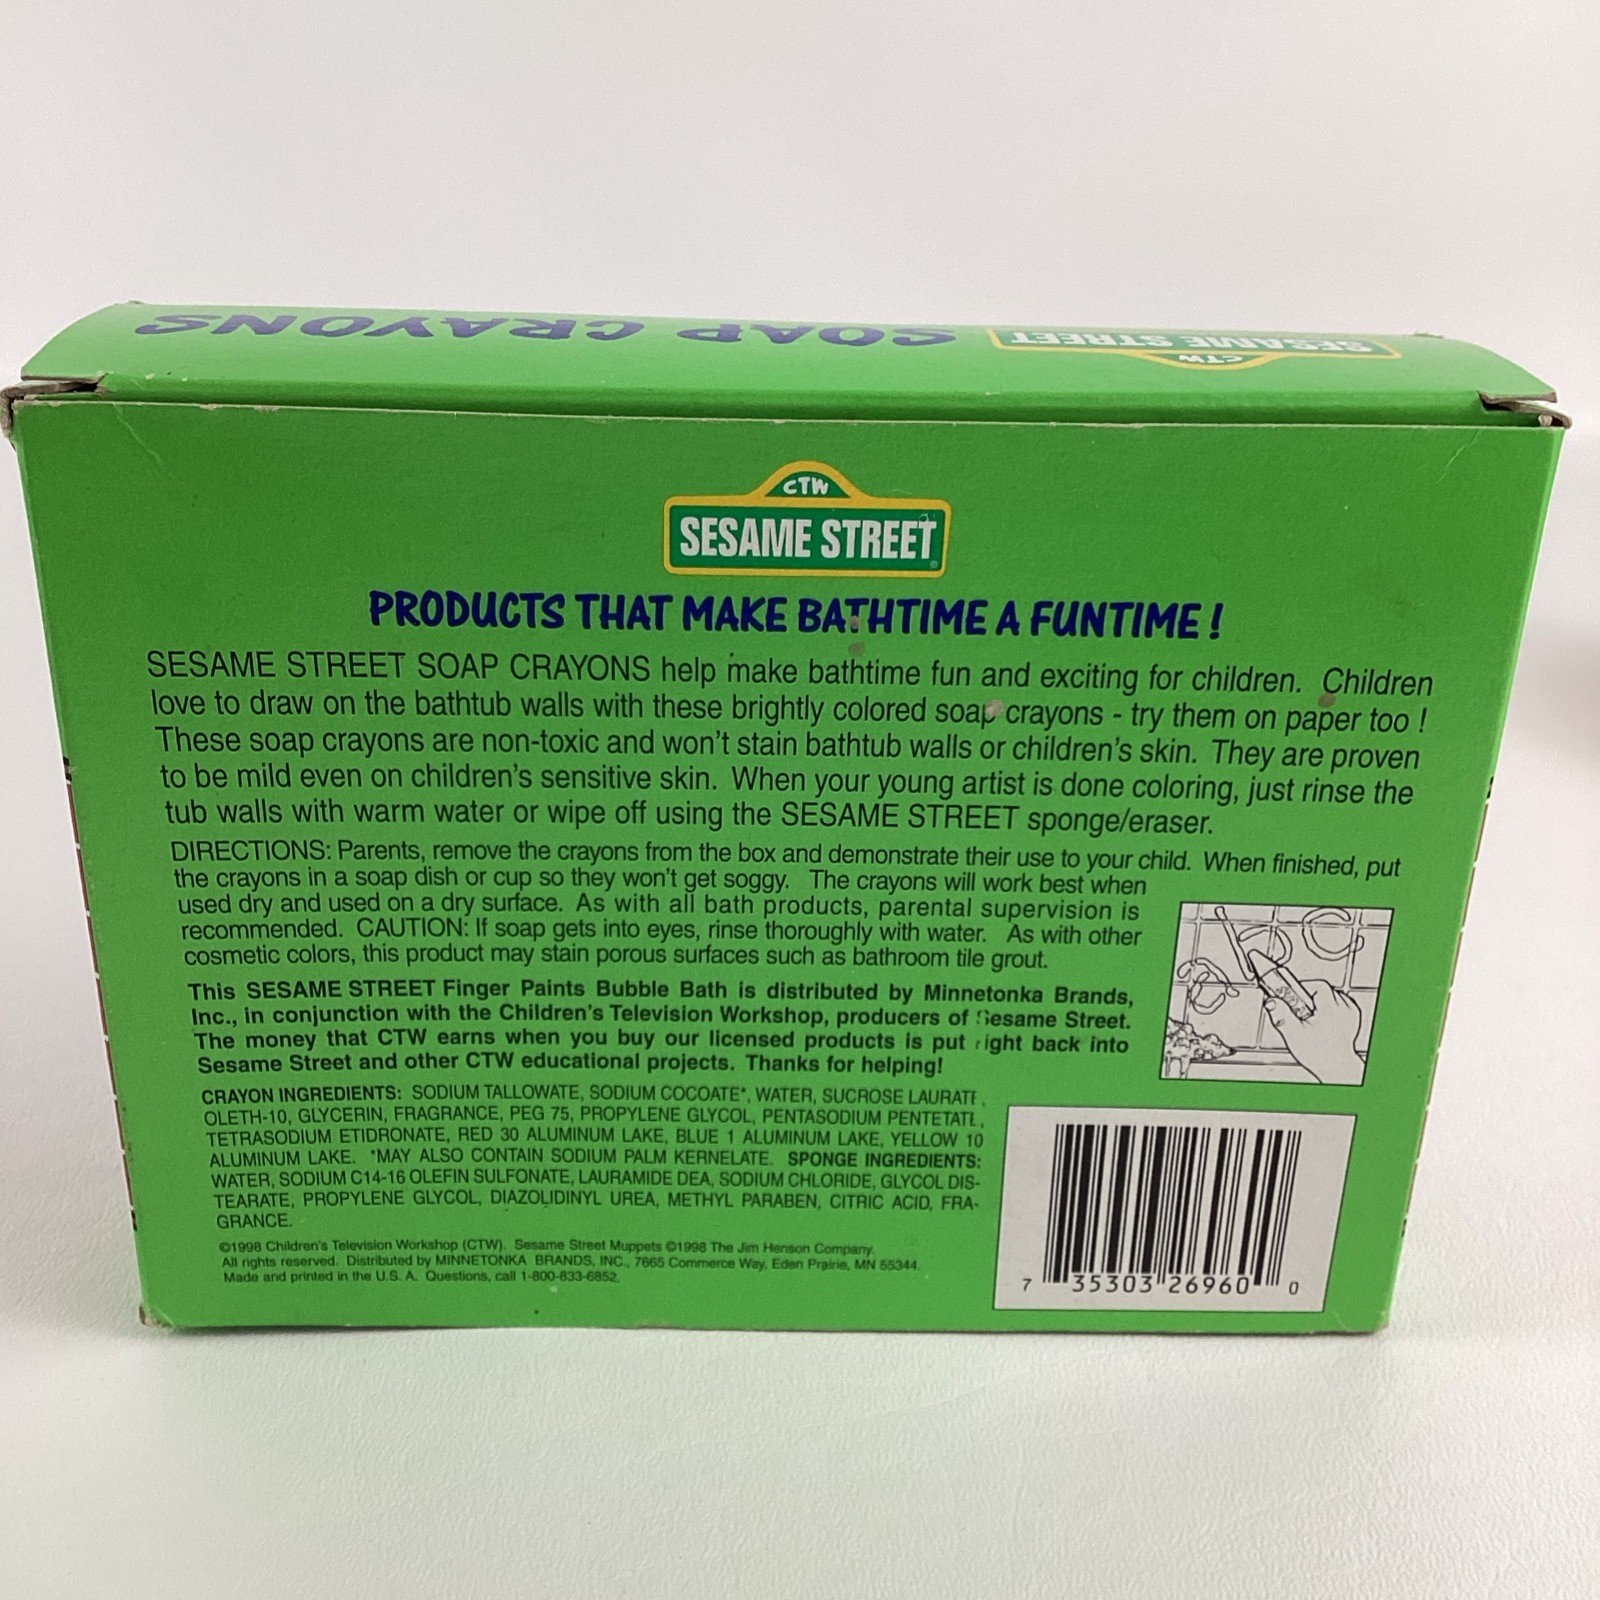 SOAP CRAYONS
CTW
SESAME STREET
CTW
SESAME STREET®
PRODUCTS THAT MAKE BATHTIME A FUNTIME !
SESAME STREET SOAP CRAYONS help make bathtime fun and exciting for children. Children
love to draw on the bathtub walls with these brightly colored soap crayons - try them on paper too !
These soap crayons are non-toxic and won't stain bathtub walls or children's skin. They are proven
to be mild even on children's sensitive skin. When your young artist is done coloring, just rinse the
tub walls with warm water or wipe off using the SESAME STREET sponge/eraser.
DIRECTIONS: Parents, remove the crayons from the box and demonstrate their use to your child. When finished, put
the crayons in a soap dish or cup so they won't get soggy. The crayons will work best when
used dry and used on a dry surface. As with all bath products, parental supervision is
recommended. CAUTION: If soap gets into eyes, rinse thoroughly with water. As with other
cosmetic colors, this product may stain porous surfaces such as bathroom tile grout.
This SESAME STREET Finger Paints Bubble Bath is distributed by Minnetonka Brands,
Inc., in conjunction with the Children's Television Workshop, producers of Sesame Street.
The money that CTW earns when you buy our licensed products is put right back into
Sesame Street and other CTW educational projects. Thanks for helping!
CRAYON INGREDIENTS: SODIUM TALLOWATE, SODIUM COCOATE*, WATER, SUCROSE LAURATE,
OLETH-10, GLYCERIN, FRAGRANCE, PEG 75, PROPYLENE GLYCOL, PENTASODIUM PENTETATE,
TETRASODIUM ETIDRONATE, RED 30 ALUMINUM LAKE, BLUE 1 ALUMINUM LAKE, YELLOW 10
ALUMINUM LAKE. *MAY ALSO CONTAIN SODIUM PALM KERNELATE. SPONGE INGREDIENTS:
WATER, SODIUM C14-16 OLEFIN SULFONATE, LAURAMIDE DEA, SODIUM CHLORIDE, GLYCOL DIS-
TEARATE, PROPYLENE GLYCOL, DIAZOLIDINYL UREA, METHYL PARABEN, CITRIC ACID, FRA-
GRANCE.
©1998 Children's Television Workshop (CTW). Sesame Street Muppets ©1998 The Jim Henson Company.
All rights reserved. Distributed by MINNETONKA BRANDS, INC., 7665 Commerce Way, Eden Prairie, MN 55344.
Made and printed in the U.S. A. Questions, call 1-800-833-6852.
7 35303 26960 0